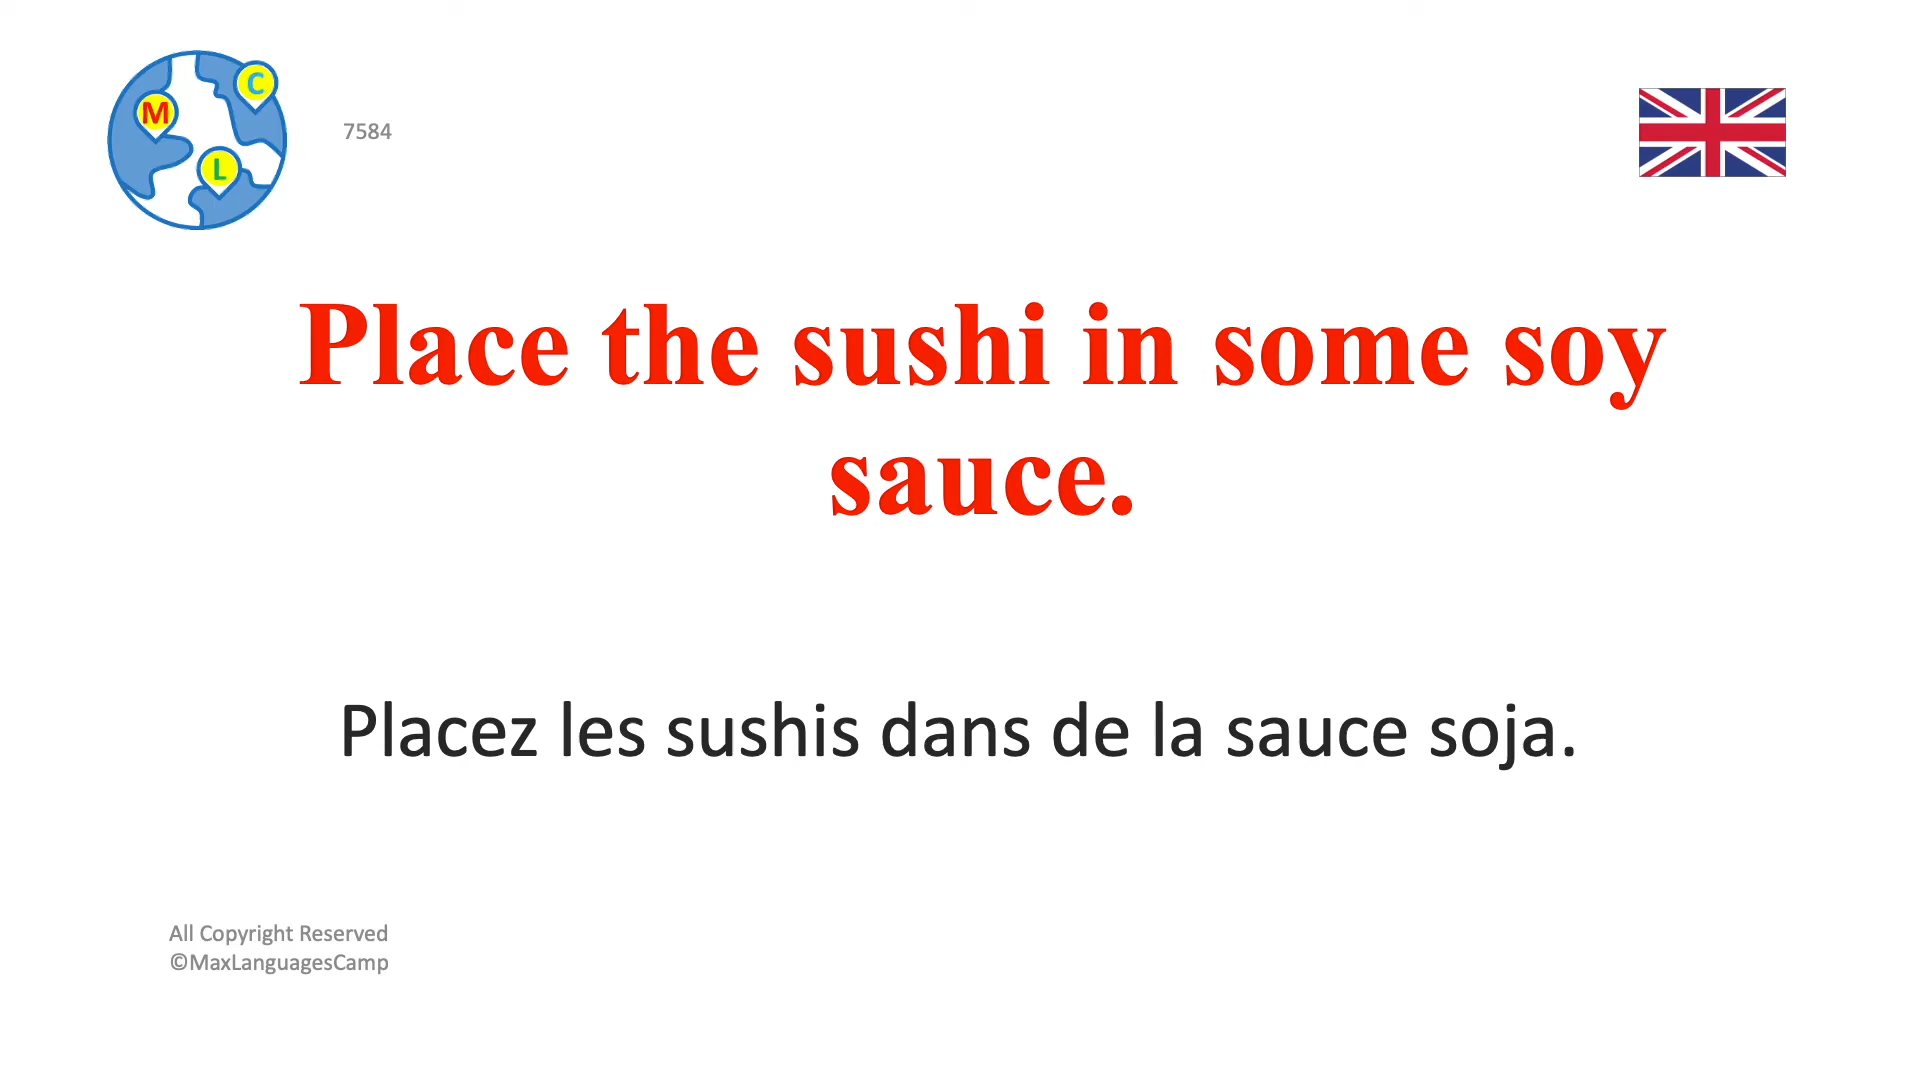 M
C
L
7584
Place the sushi in some soy
sauce.
Placez les sushis dans de la sauce soja.
All Copyright Reserved
©MaxLanguagesCamp